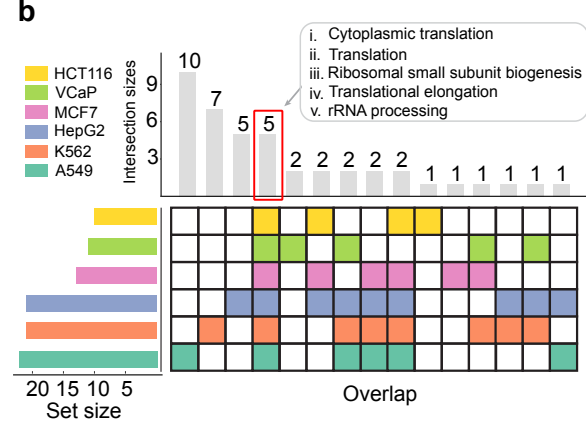 b
i. Cytoplasmic translation
ii. Translation
iii. Ribosomal small subunit biogenesis
iv. Translational elongation
v. rRNA processing
HCT116
VCaP
MCF7
HepG2
K562
A549
Intersection sizes
9
6
3
10 7 5 5 2 2 2 2 2 1 1 1 1 1 1
20 15 10 5
Set size
Overlap